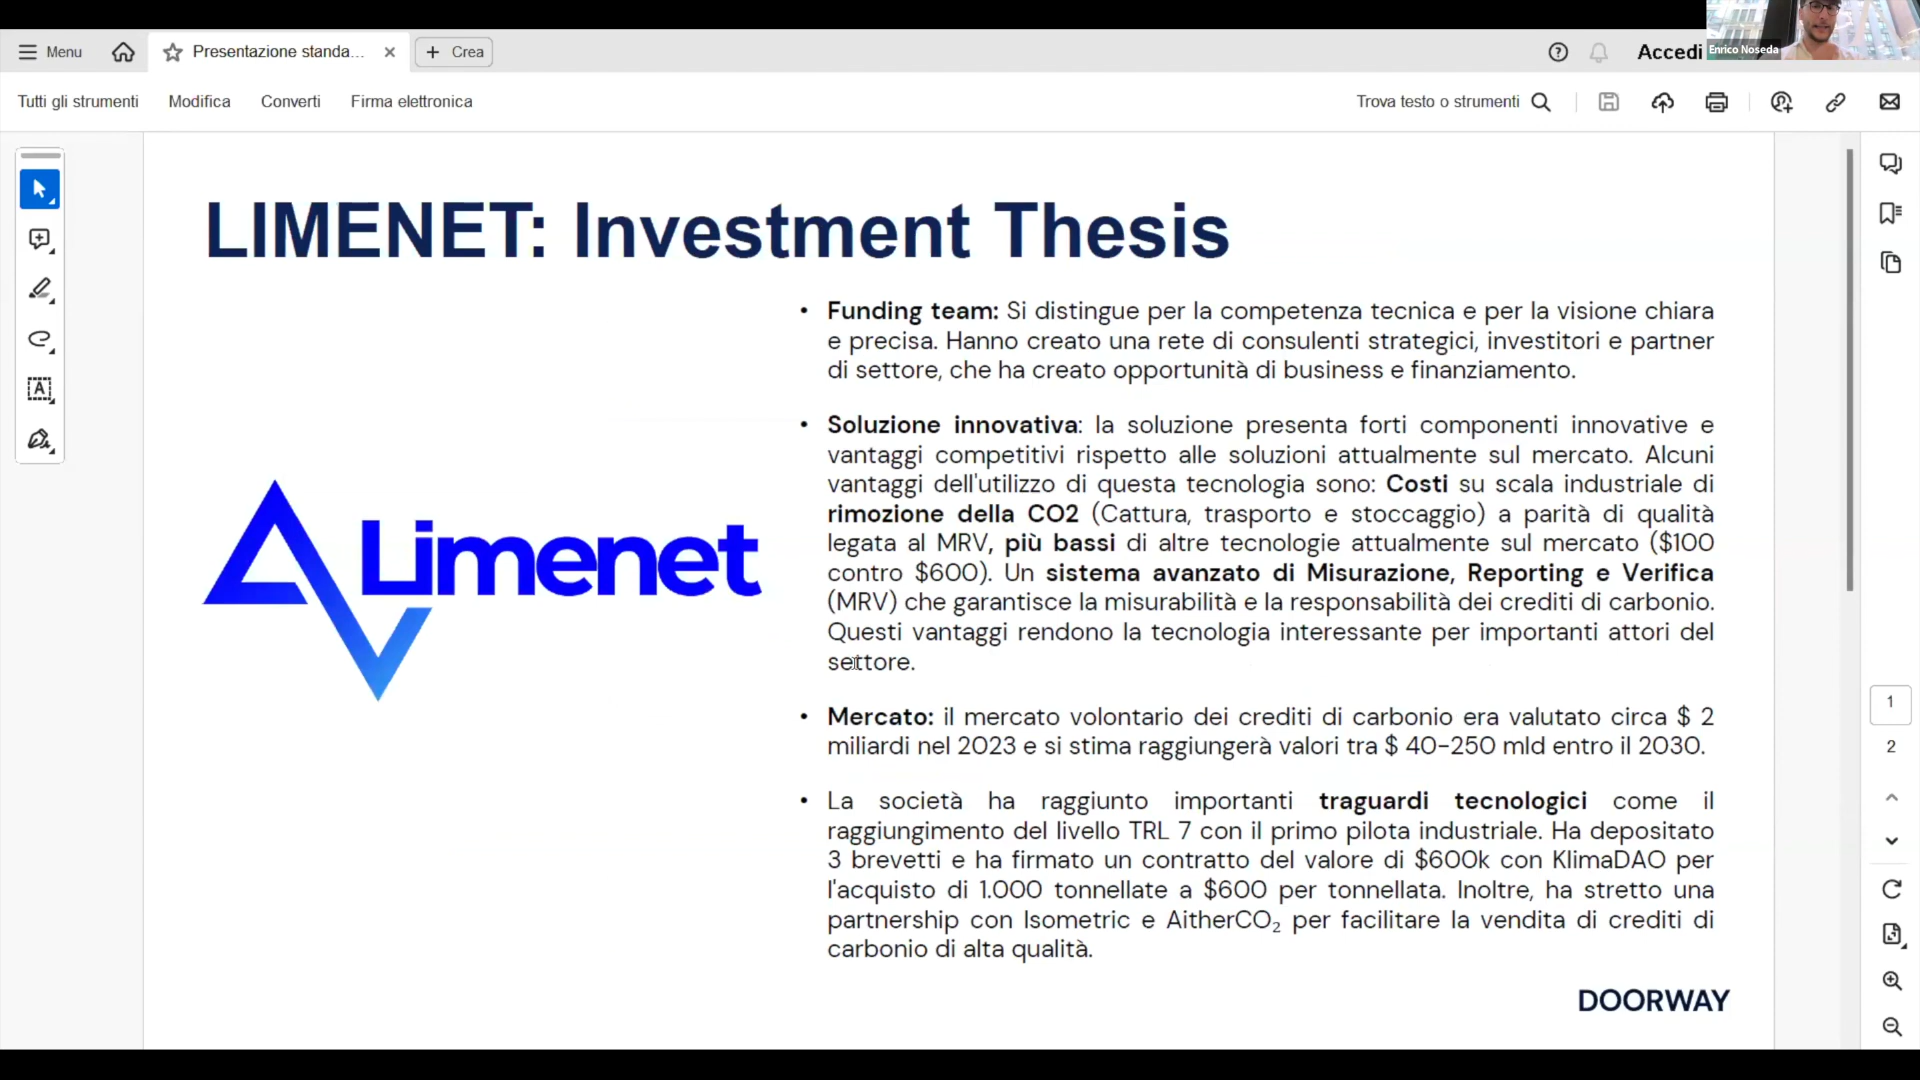 Menu
Presentazione standa...
Crea
Accedi
Enrico Noseda
Tutti gli strumenti
Modifica
Converti
Firma elettronica
Trova testo o strumenti
LIMENET: Investment Thesis
• Funding team: Si distingue per la competenza tecnica e per la visione chiara
e precisa. Hanno creato una rete di consulenti strategici, investitori e partner
di settore, che ha creato opportunità di business e finanziamento.
• Soluzione innovativa: la soluzione presenta forti componenti innovative e
vantaggi competitivi rispetto alle soluzioni attualmente sul mercato. Alcuni
vantaggi dell'utilizzo di questa tecnologia sono: Costi su scala industriale di
rimozione della CO2 (Cattura, trasporto e stoccaggio) a parità di qualità
legata al MRV, più bassi di altre tecnologie attualmente sul mercato ($100
contro $600). Un sistema avanzato di Misurazione, Reporting e Verifica
(MRV) che garantisce la misurabilità e la responsabilità dei crediti di carbonio.
Questi vantaggi rendono la tecnologia interessante per importanti attori del
settore.
Limenet
• Mercato: il mercato volontario dei crediti di carbonio era valutato circa $ 2
miliardi nel 2023 e si stima raggiungerà valori tra $ 40-250 mld entro il 2030.
• La società ha raggiunto importanti traguardi tecnologici come il
raggiungimento del livello TRL 7 con il primo pilota industriale. Ha depositato
3 brevetti e ha firmato un contratto del valore di $600k con KlimaDAO per
l'acquisto di 1.000 tonnellate a $600 per tonnellata. Inoltre, ha stretto una
partnership con Isometric e AitherCO₂ per facilitare la vendita di crediti di
carbonio di alta qualità.
DOORWAY
1
2